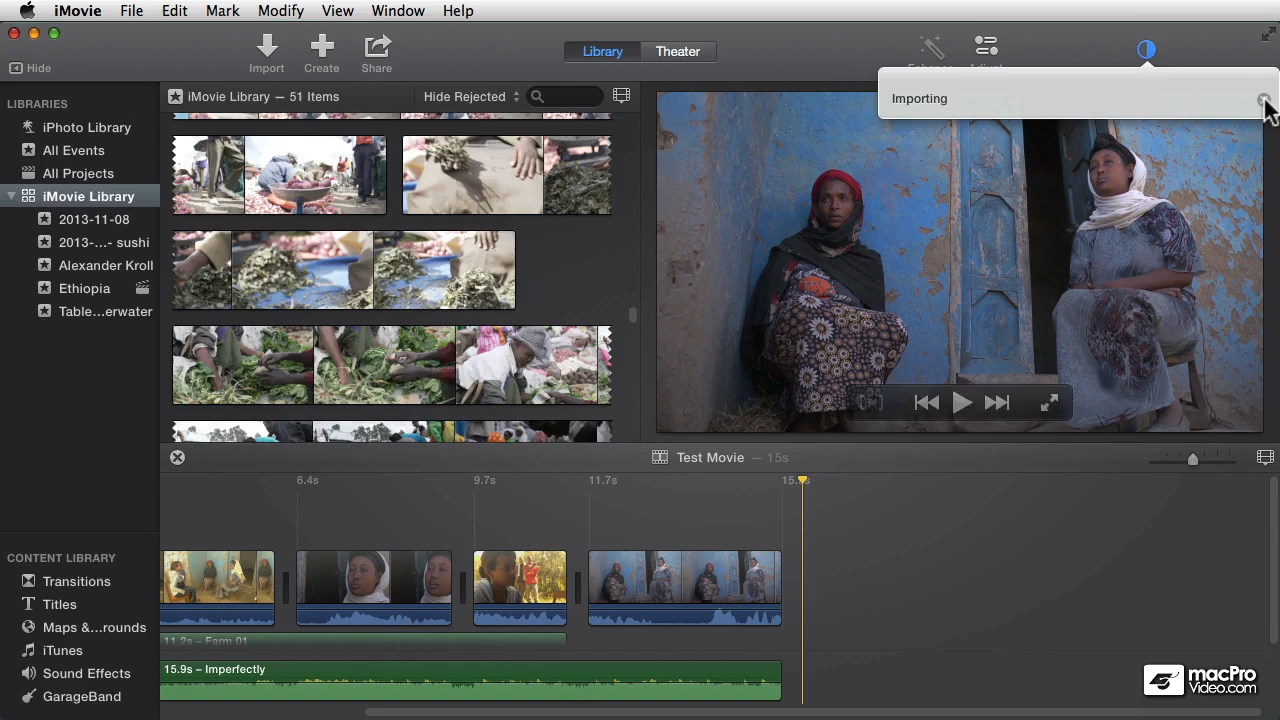 iMovie File Edit Mark Modify View Window Help
Hide
Import Create Share
Library Theater
Enhance Adjust
Importing
LIBRARIES
iPhoto Library
All Events
All Projects
iMovie Library
2013-11-08
2013-...- sushi
Alexander Kroll
Ethiopia
Table...erwater
iMovie Library — 51 Items
Hide Rejected
Test Movie — 15s
6.4s 9.7s 11.7s
11.2s – Farm 01
15.9s – Imperfectly
CONTENT LIBRARY
Transitions
Titles
Maps &...rounds
iTunes
Sound Effects
GarageBand
macPro
Video.com